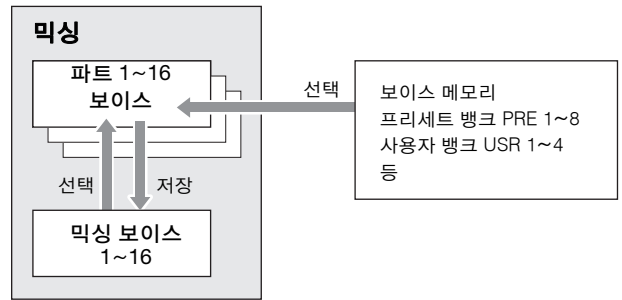 믹싱
파트 1~16
보이스
선택
저장
믹싱 보이스
1~16
선택
보이스 메모리
프리세트 뱅크 PRE 1~8
사용자 뱅크 USR 1~4
등